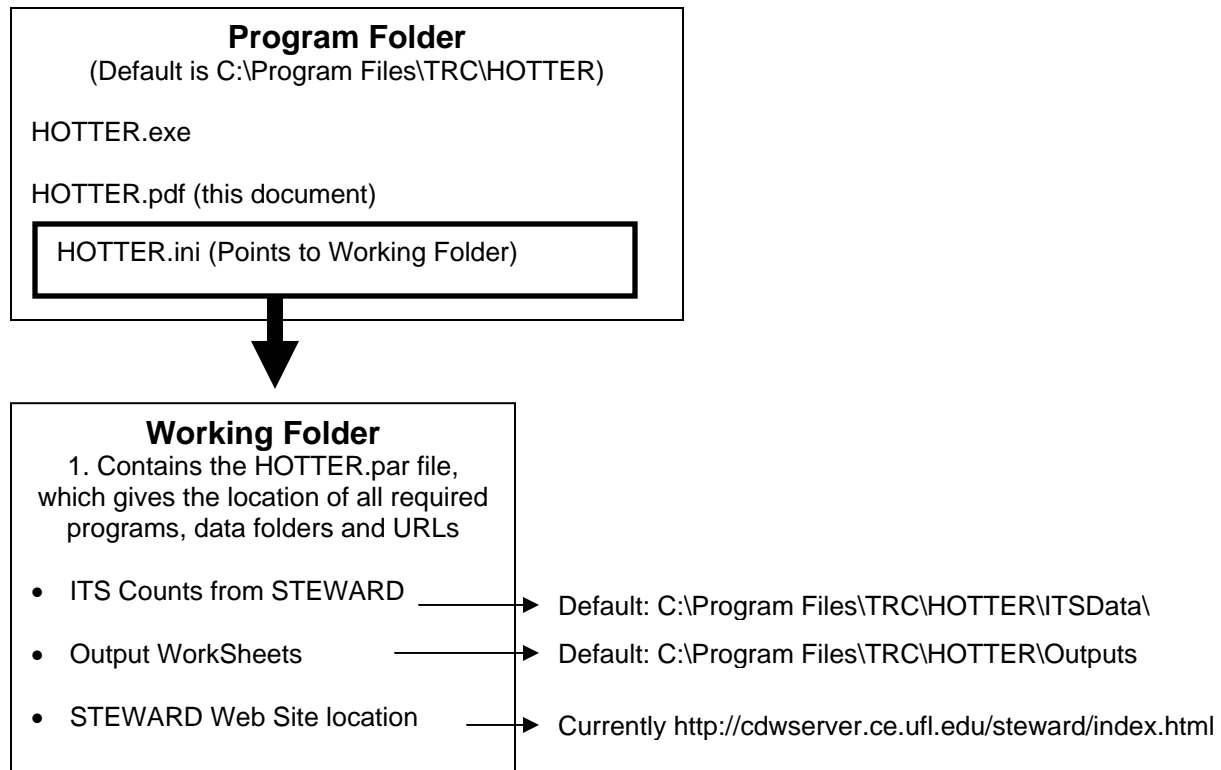 Program Folder
(Default is C:\Program Files\TRC\HOTTER)
HOTTER.exe
HOTTER.pdf (this document)
HOTTER.ini (Points to Working Folder)
Working Folder
1. Contains the HOTTER.par file,
which gives the location of all required
programs, data folders and URLs
• ITS Counts from STEWARD
Default: C:\Program Files\TRC\HOTTER\ITSData\
• Output WorkSheets
Default: C:\Program Files\TRC\HOTTER\Outputs
• STEWARD Web Site location
Currently http://cdwserver.ce.ufl.edu/steward/index.html